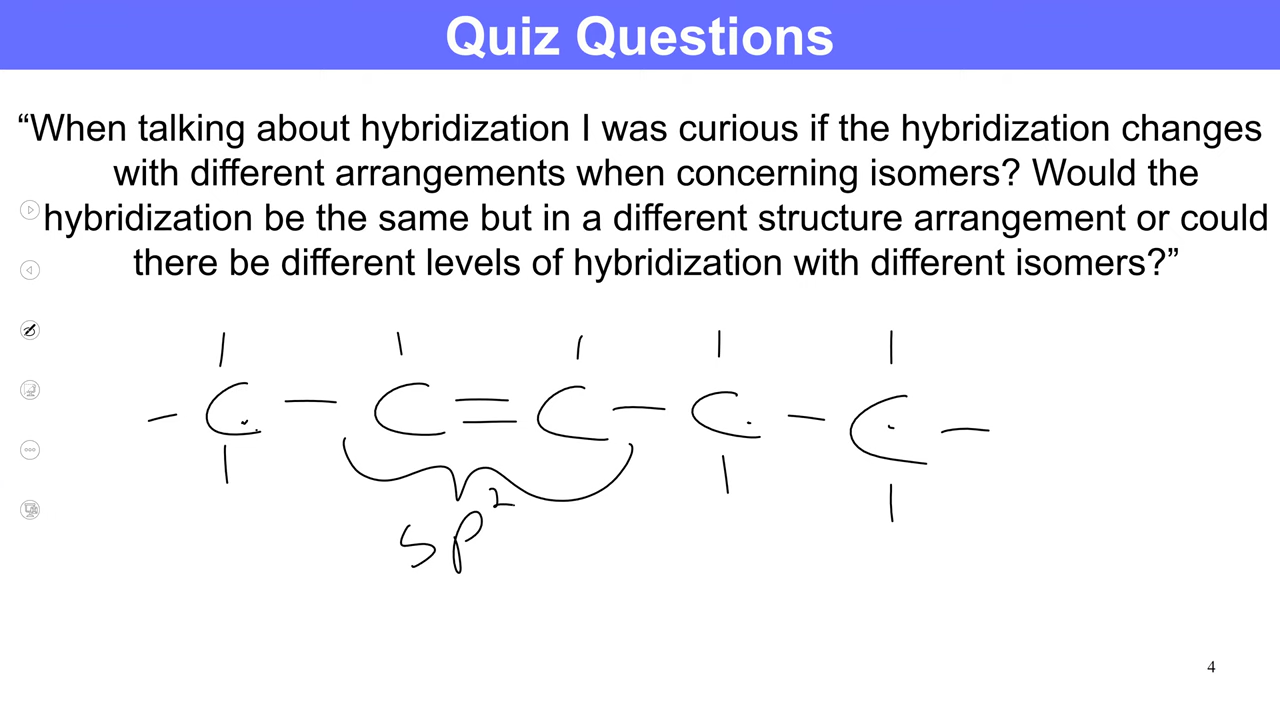 Quiz Questions
“When talking about hybridization I was curious if the hybridization changes
with different arrangements when concerning isomers? Would the
hybridization be the same but in a different structure arrangement or could
there be different levels of hybridization with different isomers?”
- C - C = C - C - C -
sp²
4